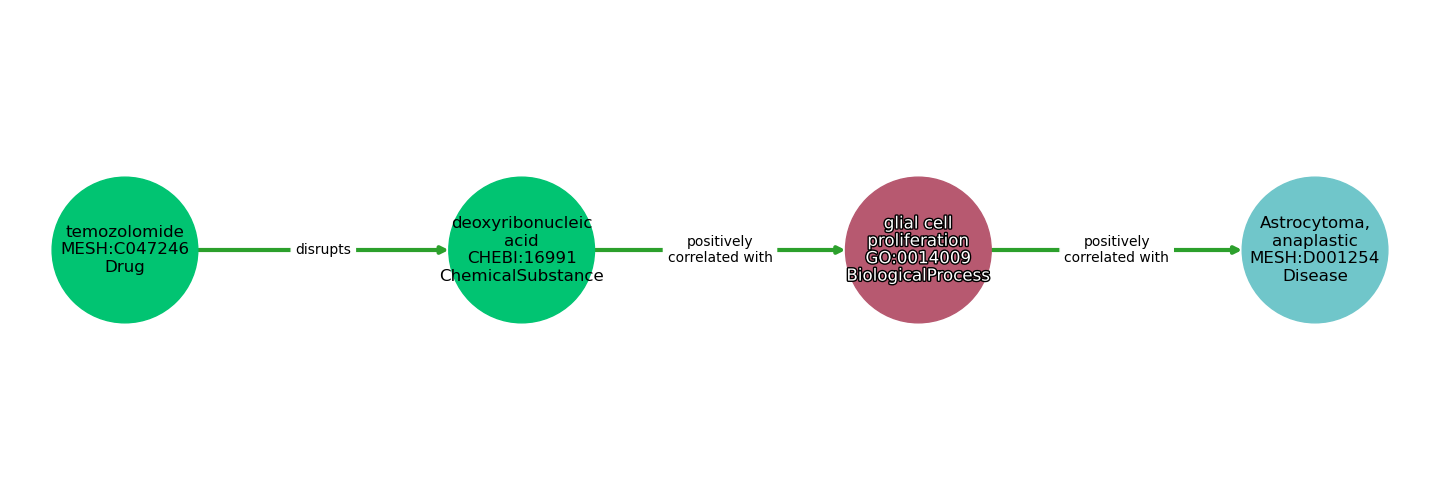 temozolomide
MESH:C047246
Drug
disrupts
deoxyribonucleic
acid
CHEBI:16991
ChemicalSubstance
positively
correlated with
glial cell
proliferation
GO:0014009
BiologicalProcess
positively
correlated with
Astrocytoma,
anaplastic
MESH:D001254
Disease